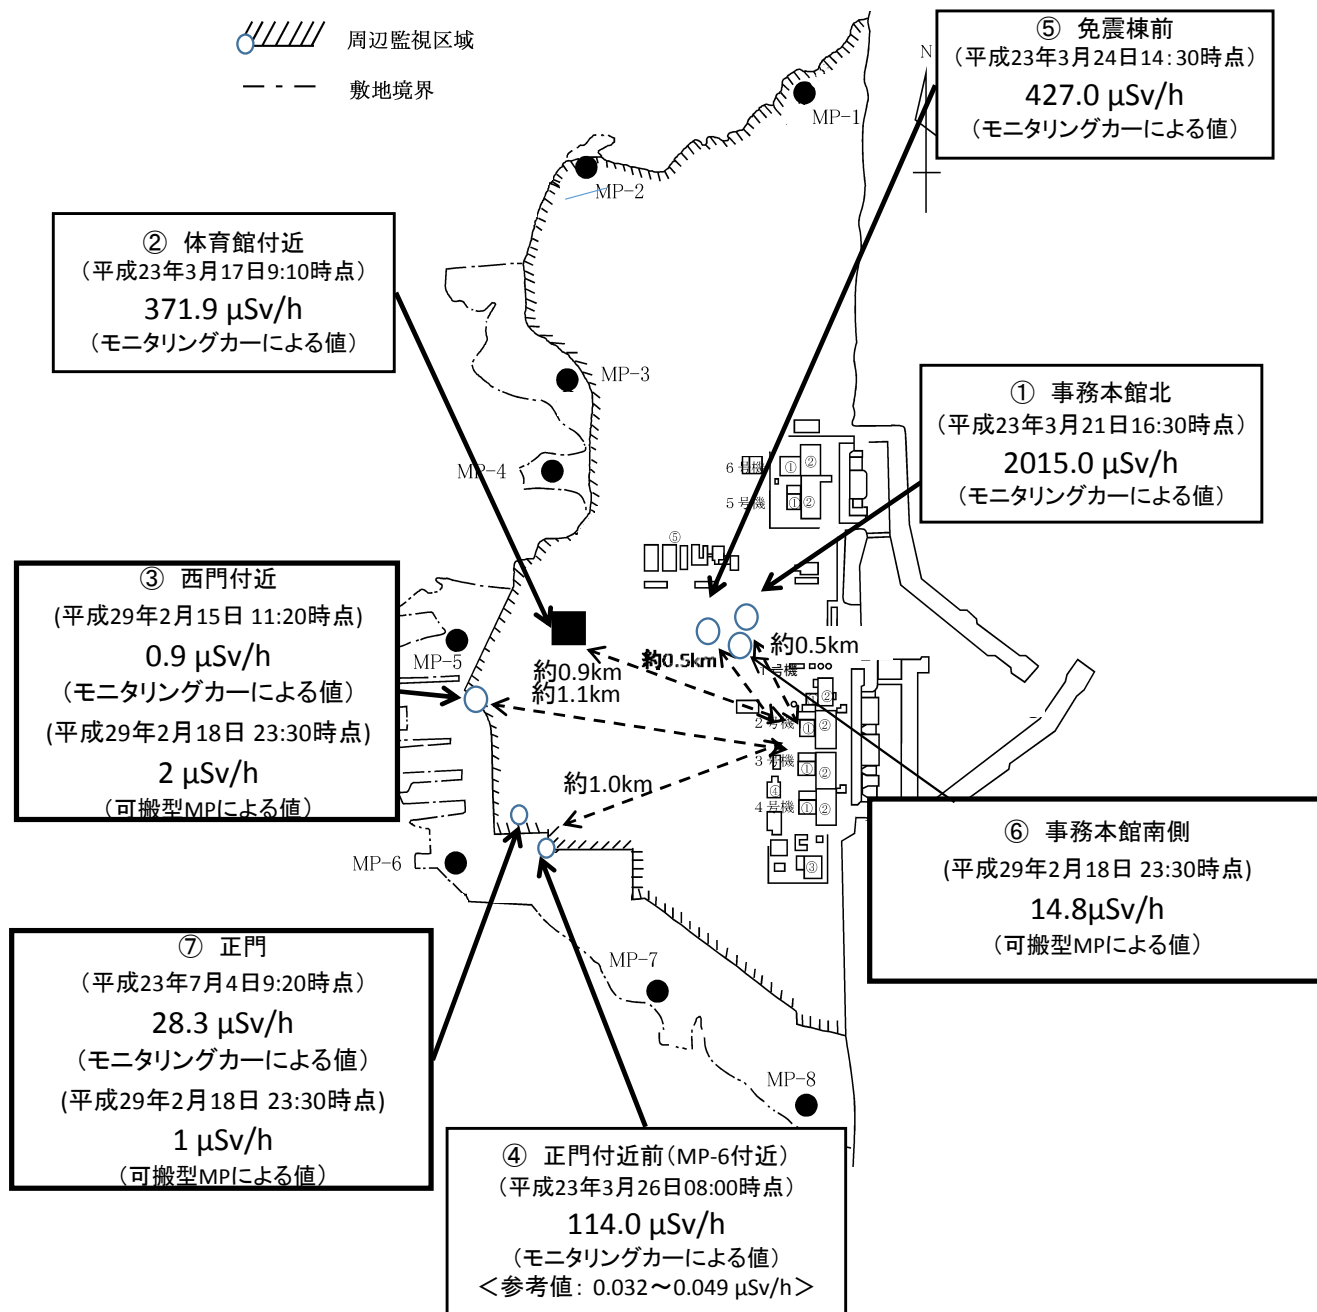 周辺監視区域
敷地境界
⑤ 免震棟前
(平成23年3月24日14:30時点)
427.0 μSv/h
(モニタリングカーによる値)
N
MP-1
MP-2
② 体育館付近
(平成23年3月17日9:10時点)
371.9 μSv/h
(モニタリングカーによる値)
MP-3
① 事務本館北
(平成23年3月21日16:30時点)
2015.0 μSv/h
(モニタリングカーによる値)
MP-4
6号機
① ②
5号機
① ②
⑤
③ 西門付近
(平成29年2月15日 11:20時点)
0.9 μSv/h
(モニタリングカーによる値)
(平成29年2月18日 23:30時点)
2 μSv/h
(可搬型MPによる値)
MP-5
約0.9km
約1.1km
約0.5km
約0.5km
1号機
②
2号機
① ②
3号機
① ②
④
4号機
① ②
③
約1.0km
MP-6
⑥ 事務本館南側
(平成29年2月18日 23:30時点)
14.8μSv/h
(可搬型MPによる値)
⑦ 正門
(平成23年7月4日9:20時点)
28.3 μSv/h
(モニタリングカーによる値)
(平成29年2月18日 23:30時点)
1 μSv/h
(可搬型MPによる値)
MP-7
MP-8
④ 正門付近前(MP-6付近)
(平成23年3月26日08:00時点)
114.0 μSv/h
(モニタリングカーによる値)
<参考値: 0.032~0.049 μSv/h>